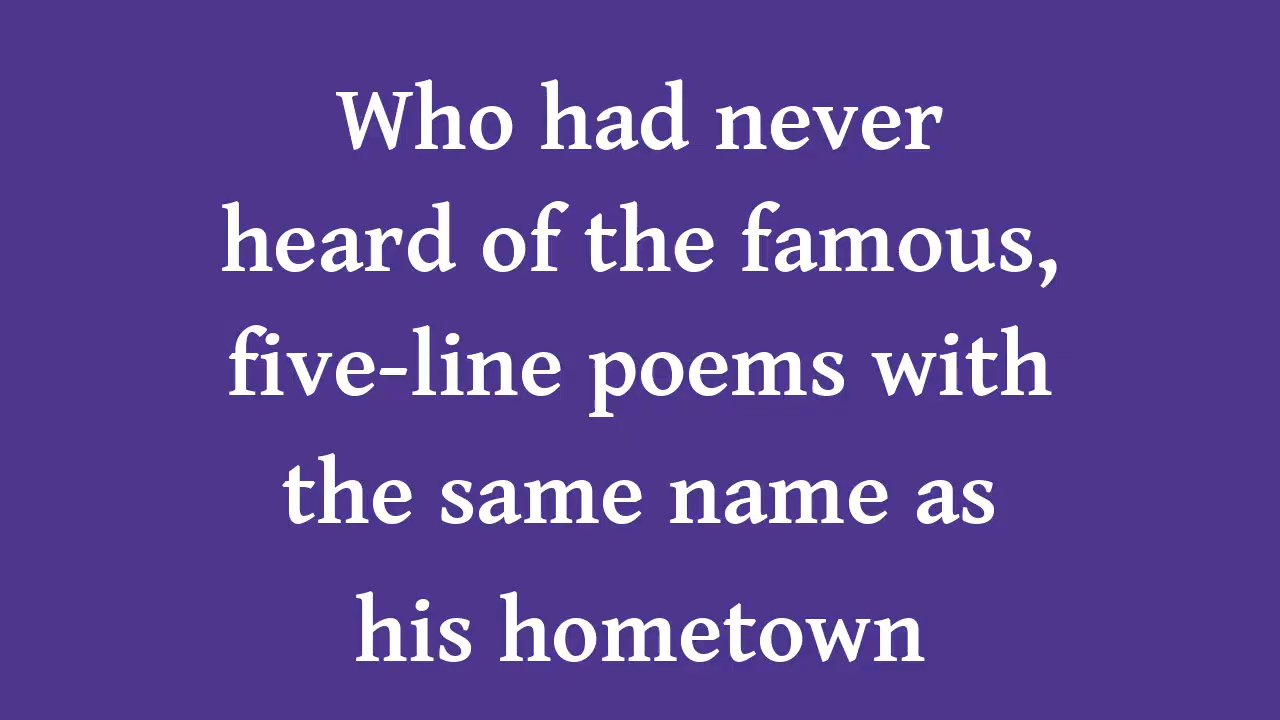 Who had never
heard of the famous,
five-line poems with
the same name as
his hometown